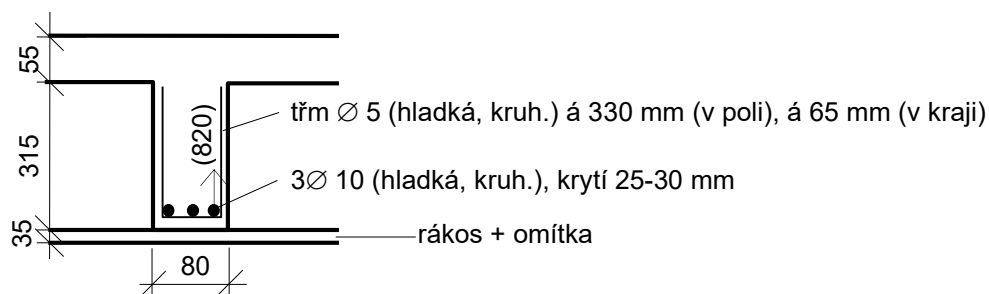 55
třm ∅ 5 (hladká, kruh.) á 330 mm (v poli), á 65 mm (v kraji)
(820)
315
3∅ 10 (hladká, kruh.), krytí 25-30 mm
35
rákos + omítka
80